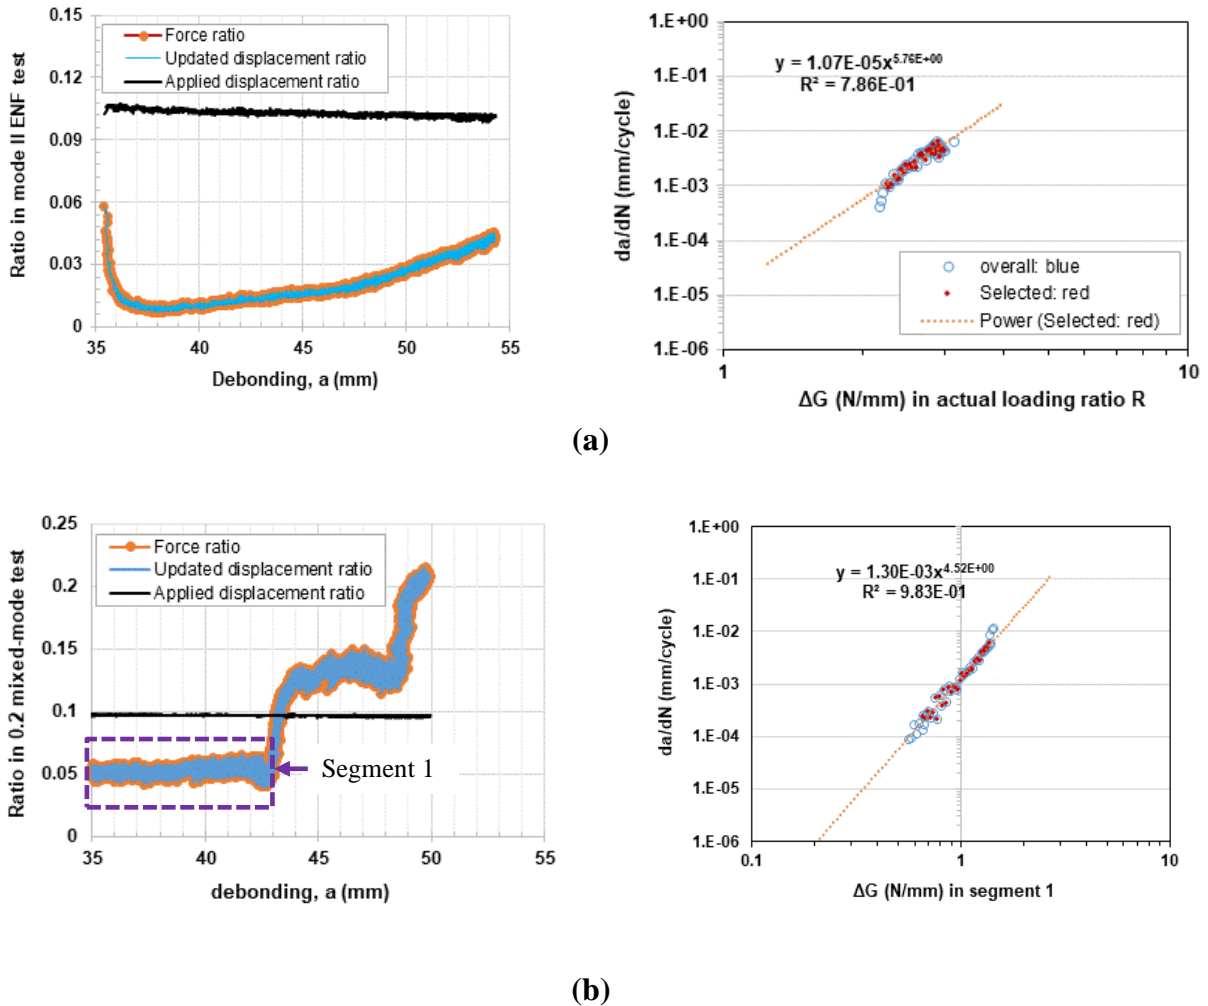 0.15
0.12
0.09
0.06
0.03
0
Ratio in mode II ENF test
Force ratio
Updated displacement ratio
Applied displacement ratio
35 40 45 50 55
Debonding, a (mm)
1.E+00
1.E-01
1.E-02
1.E-03
1.E-04
1.E-05
1.E-06
da/dN (mm/cycle)
y = 1.07E-05x^5.76E+00
R² = 7.86E-01
overall: blue
Selected: red
Power (Selected: red)
1 10
ΔG (N/mm) in actual loading ratio R
(a)
0.25
0.2
0.15
0.1
0.05
0
Ratio in 0.2 mixed-mode test
Force ratio
Updated displacement ratio
Applied displacement ratio
Segment 1
35 40 45 50 55
debonding, a (mm)
1.E+00
1.E-01
1.E-02
1.E-03
1.E-04
1.E-05
1.E-06
da/dN (mm/cycle)
y = 1.30E-03x^4.52E+00
R² = 9.83E-01
0.1 1 10
ΔG (N/mm) in segment 1
(b)